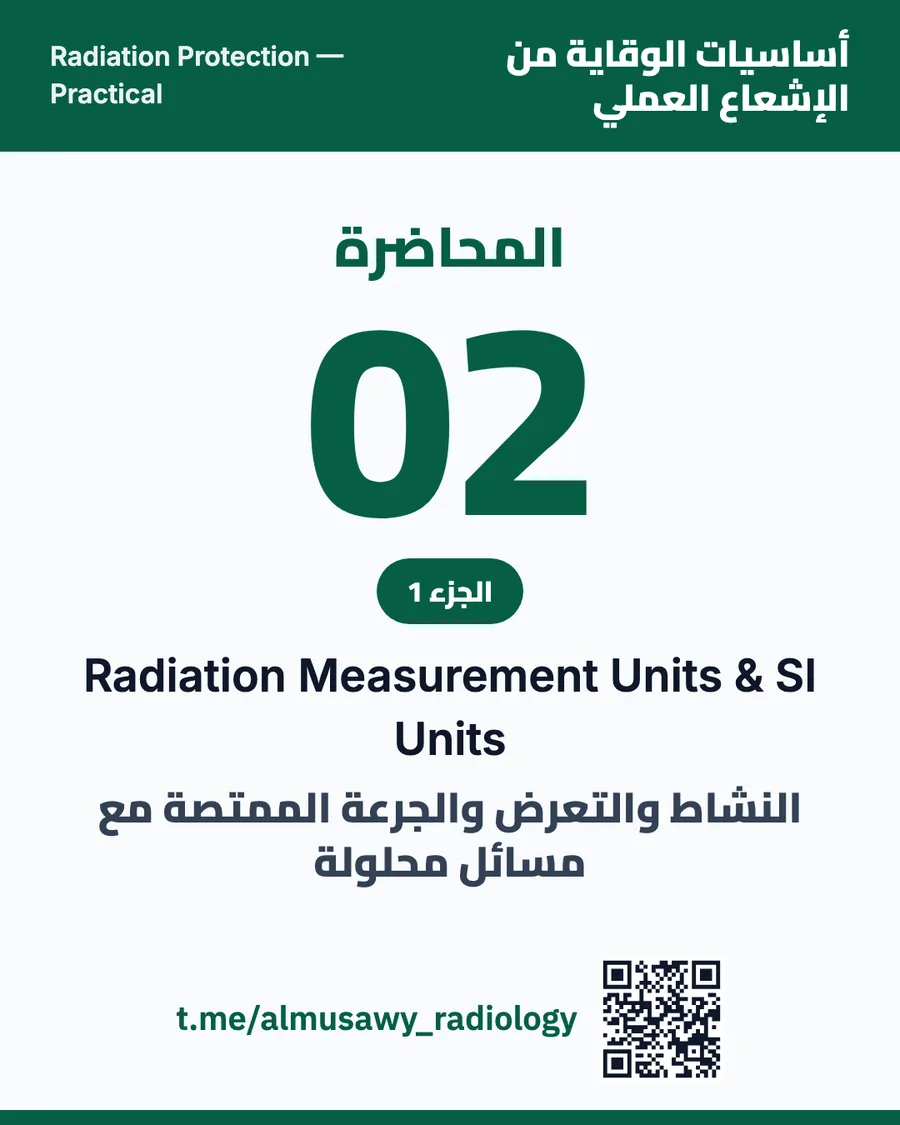 أساسيات الوقاية من
الإشعاع العملي
Radiation Protection —
Practical
المحاضرة
02
الجزء 1
Radiation Measurement Units & SI
Units
النشاط والتعرض والجرعة الممتصة مع
مسائل محلولة
t.me/almusawy_radiology